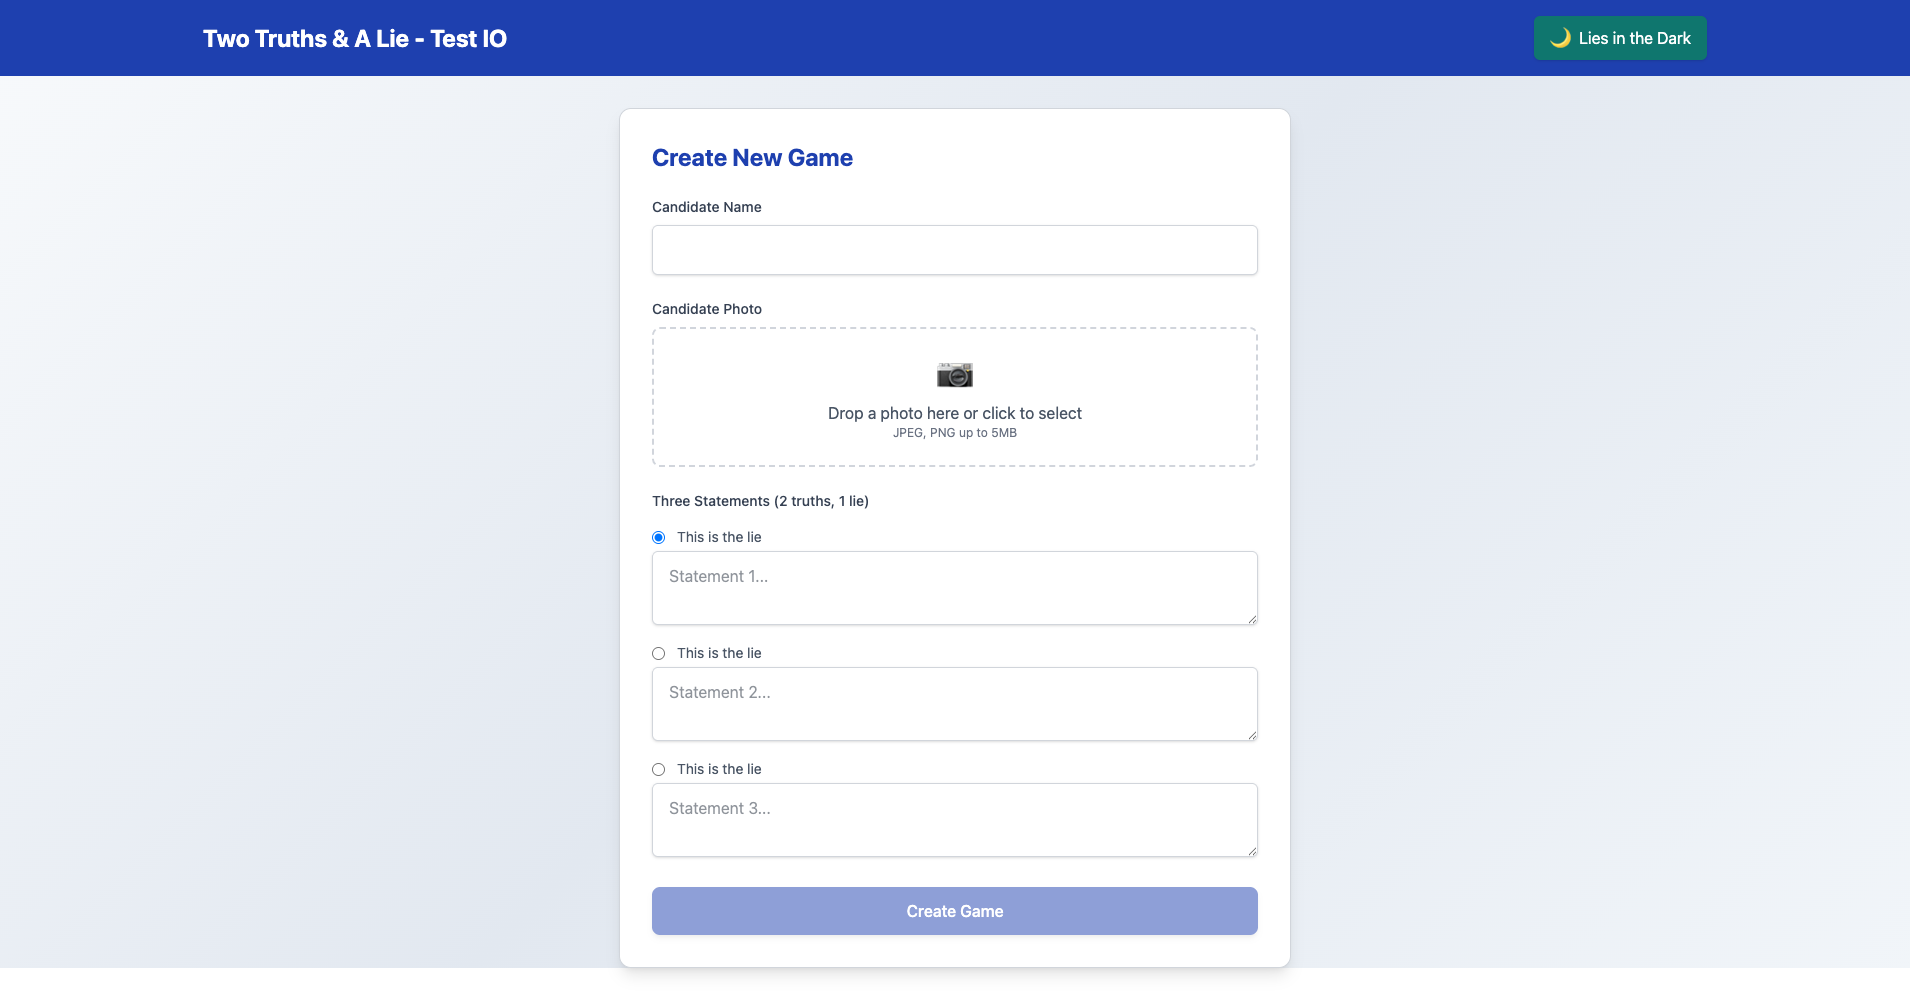 Two Truths & A Lie - Test IO
Lies in the Dark
Create New Game
Candidate Name
Candidate Photo
Drop a photo here or click to select
JPEG, PNG up to 5MB
Three Statements (2 truths, 1 lie)
This is the lie
Statement 1...
This is the lie
Statement 2...
This is the lie
Statement 3...
Create Game